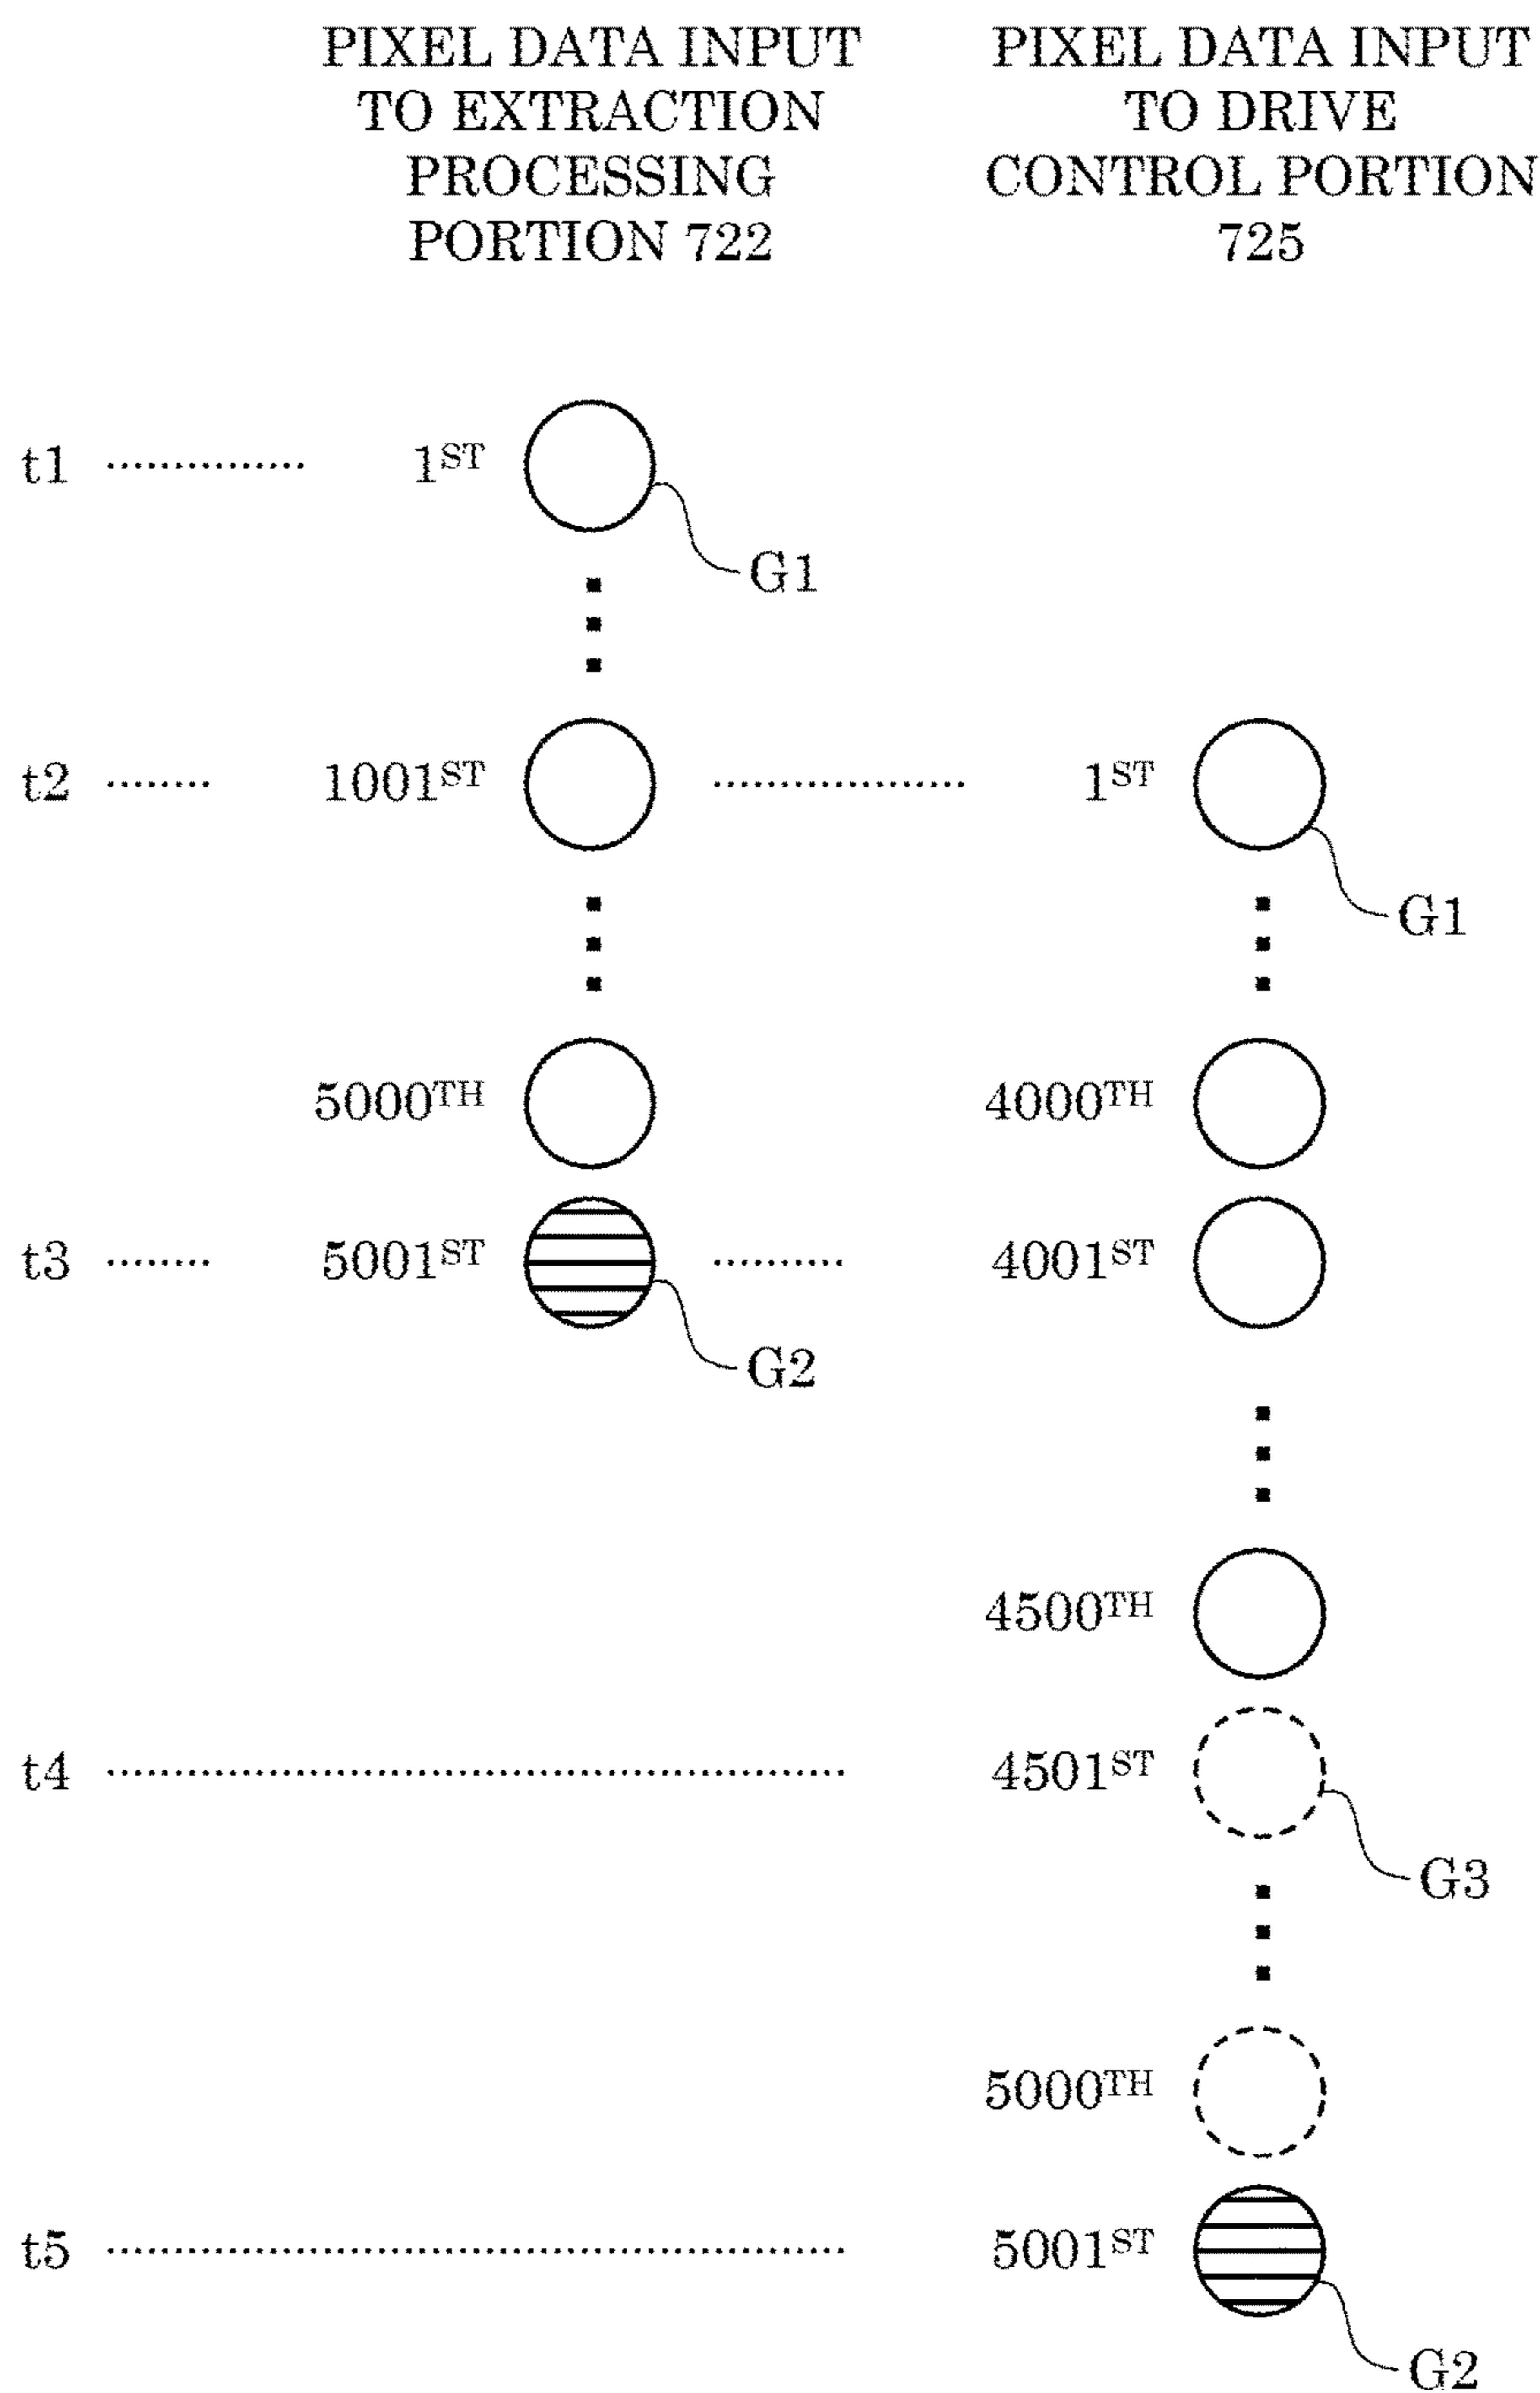 PIXEL DATA INPUT
TO EXTRACTION
PROCESSING
PORTION 722
PIXEL DATA INPUT
TO DRIVE
CONTROL PORTION
725
t1 1ST
G1
t2 1001ST 1ST
G1
5000TH 4000TH
t3 5001ST 4001ST
G2
4500TH
t4 4501ST
G3
5000TH
t5 5001ST
G2